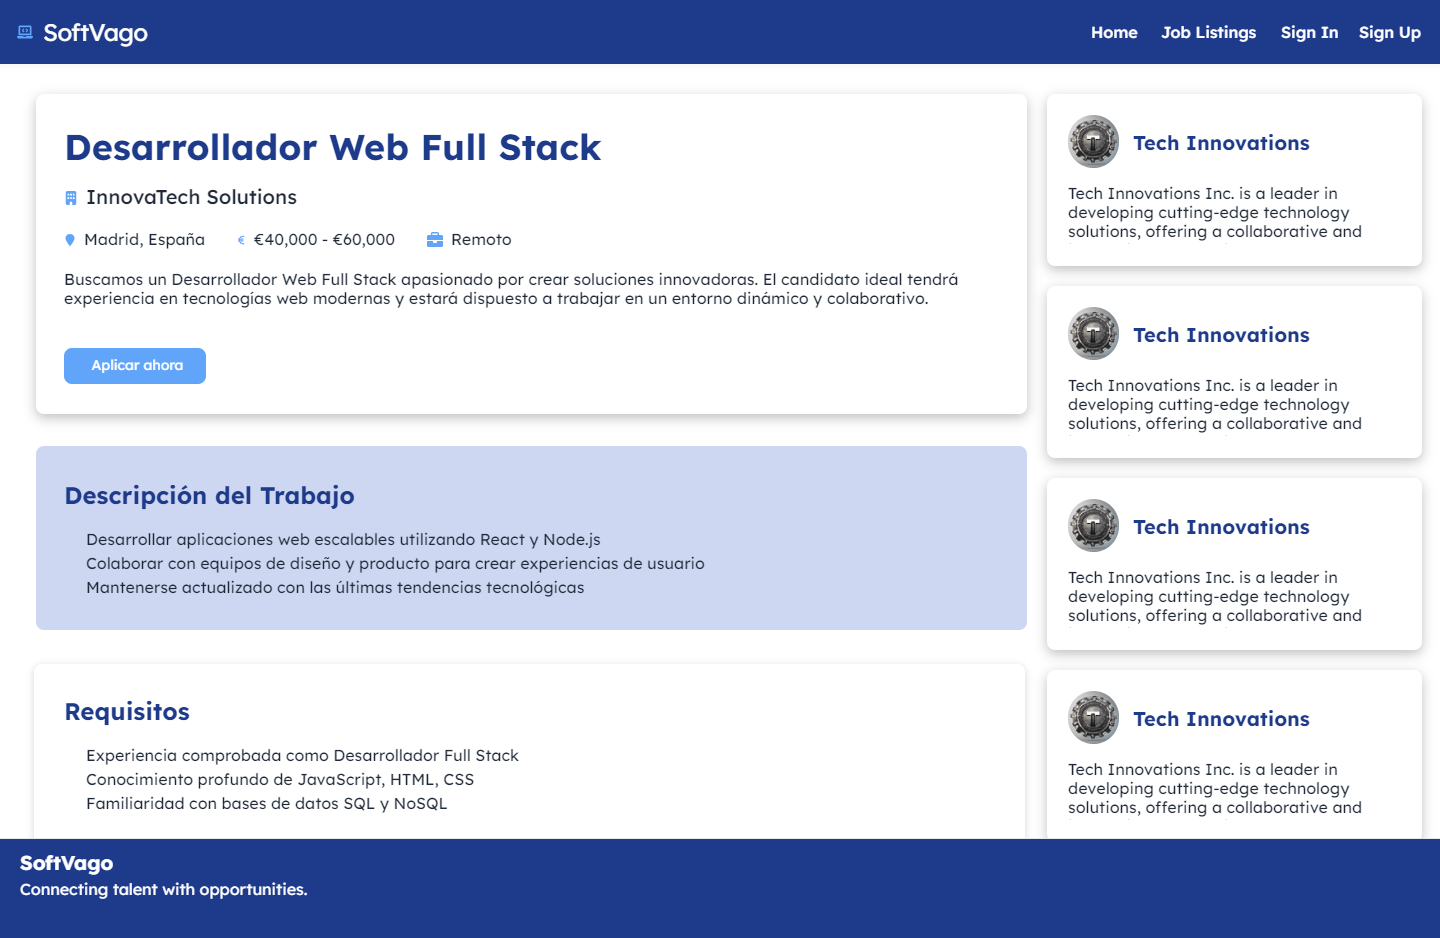 SoftVago
Home Job Listings Sign In Sign Up
Desarrollador Web Full Stack
InnovaTech Solutions
Madrid, España €40,000 - €60,000 Remoto
Buscamos un Desarrollador Web Full Stack apasionado por crear soluciones innovadoras. El candidato ideal tendrá
experiencia en tecnologías web modernas y estará dispuesto a trabajar en un entorno dinámico y colaborativo.
Aplicar ahora
Descripción del Trabajo
Desarrollar aplicaciones web escalables utilizando React y Node.js
Colaborar con equipos de diseño y producto para crear experiencias de usuario
Mantenerse actualizado con las últimas tendencias tecnológicas
Requisitos
Experiencia comprobada como Desarrollador Full Stack
Conocimiento profundo de JavaScript, HTML, CSS
Familiaridad con bases de datos SQL y NoSQL
Tech Innovations
Tech Innovations Inc. is a leader in
developing cutting-edge technology
solutions, offering a collaborative and
Tech Innovations
Tech Innovations Inc. is a leader in
developing cutting-edge technology
solutions, offering a collaborative and
Tech Innovations
Tech Innovations Inc. is a leader in
developing cutting-edge technology
solutions, offering a collaborative and
Tech Innovations
Tech Innovations Inc. is a leader in
developing cutting-edge technology
solutions, offering a collaborative and
SoftVago
Connecting talent with opportunities.